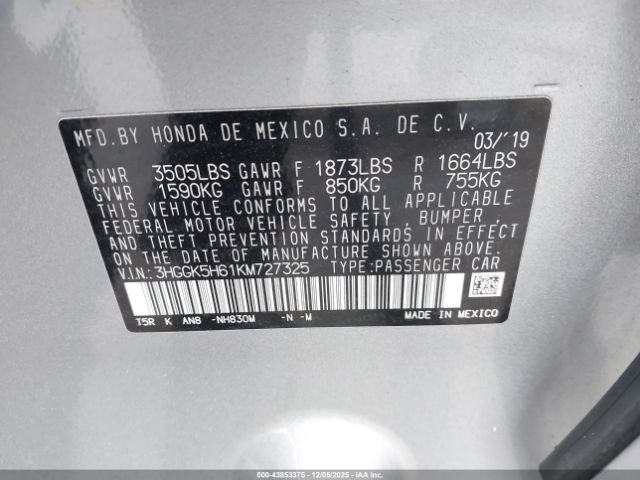 MFD.BY HONDA DE MEXICO S.A. DE C.V.
03/'19
GVWR 3505LBS GAWR F 1873LBS R 1664LBS
GVWR 1590KG GAWR F 850KG R 755KG
THIS VEHICLE CONFORMS TO ALL APPLICABLE
FEDERAL MOTOR VEHICLE SAFETY, BUMPER,
AND THEFT PREVENTION STANDARDS IN EFFECT
ON THE DATE OF MANUFACTURE SHOWN ABOVE.
V.I.N.: 3HGGK5H61KM727325 TYPE:PASSENGER CAR
T5R K AN8 -NH830M -N -M MADE IN MEXICO
000-43853375 - 12/05/2025 - COPYRIGHT IAA, LLC.